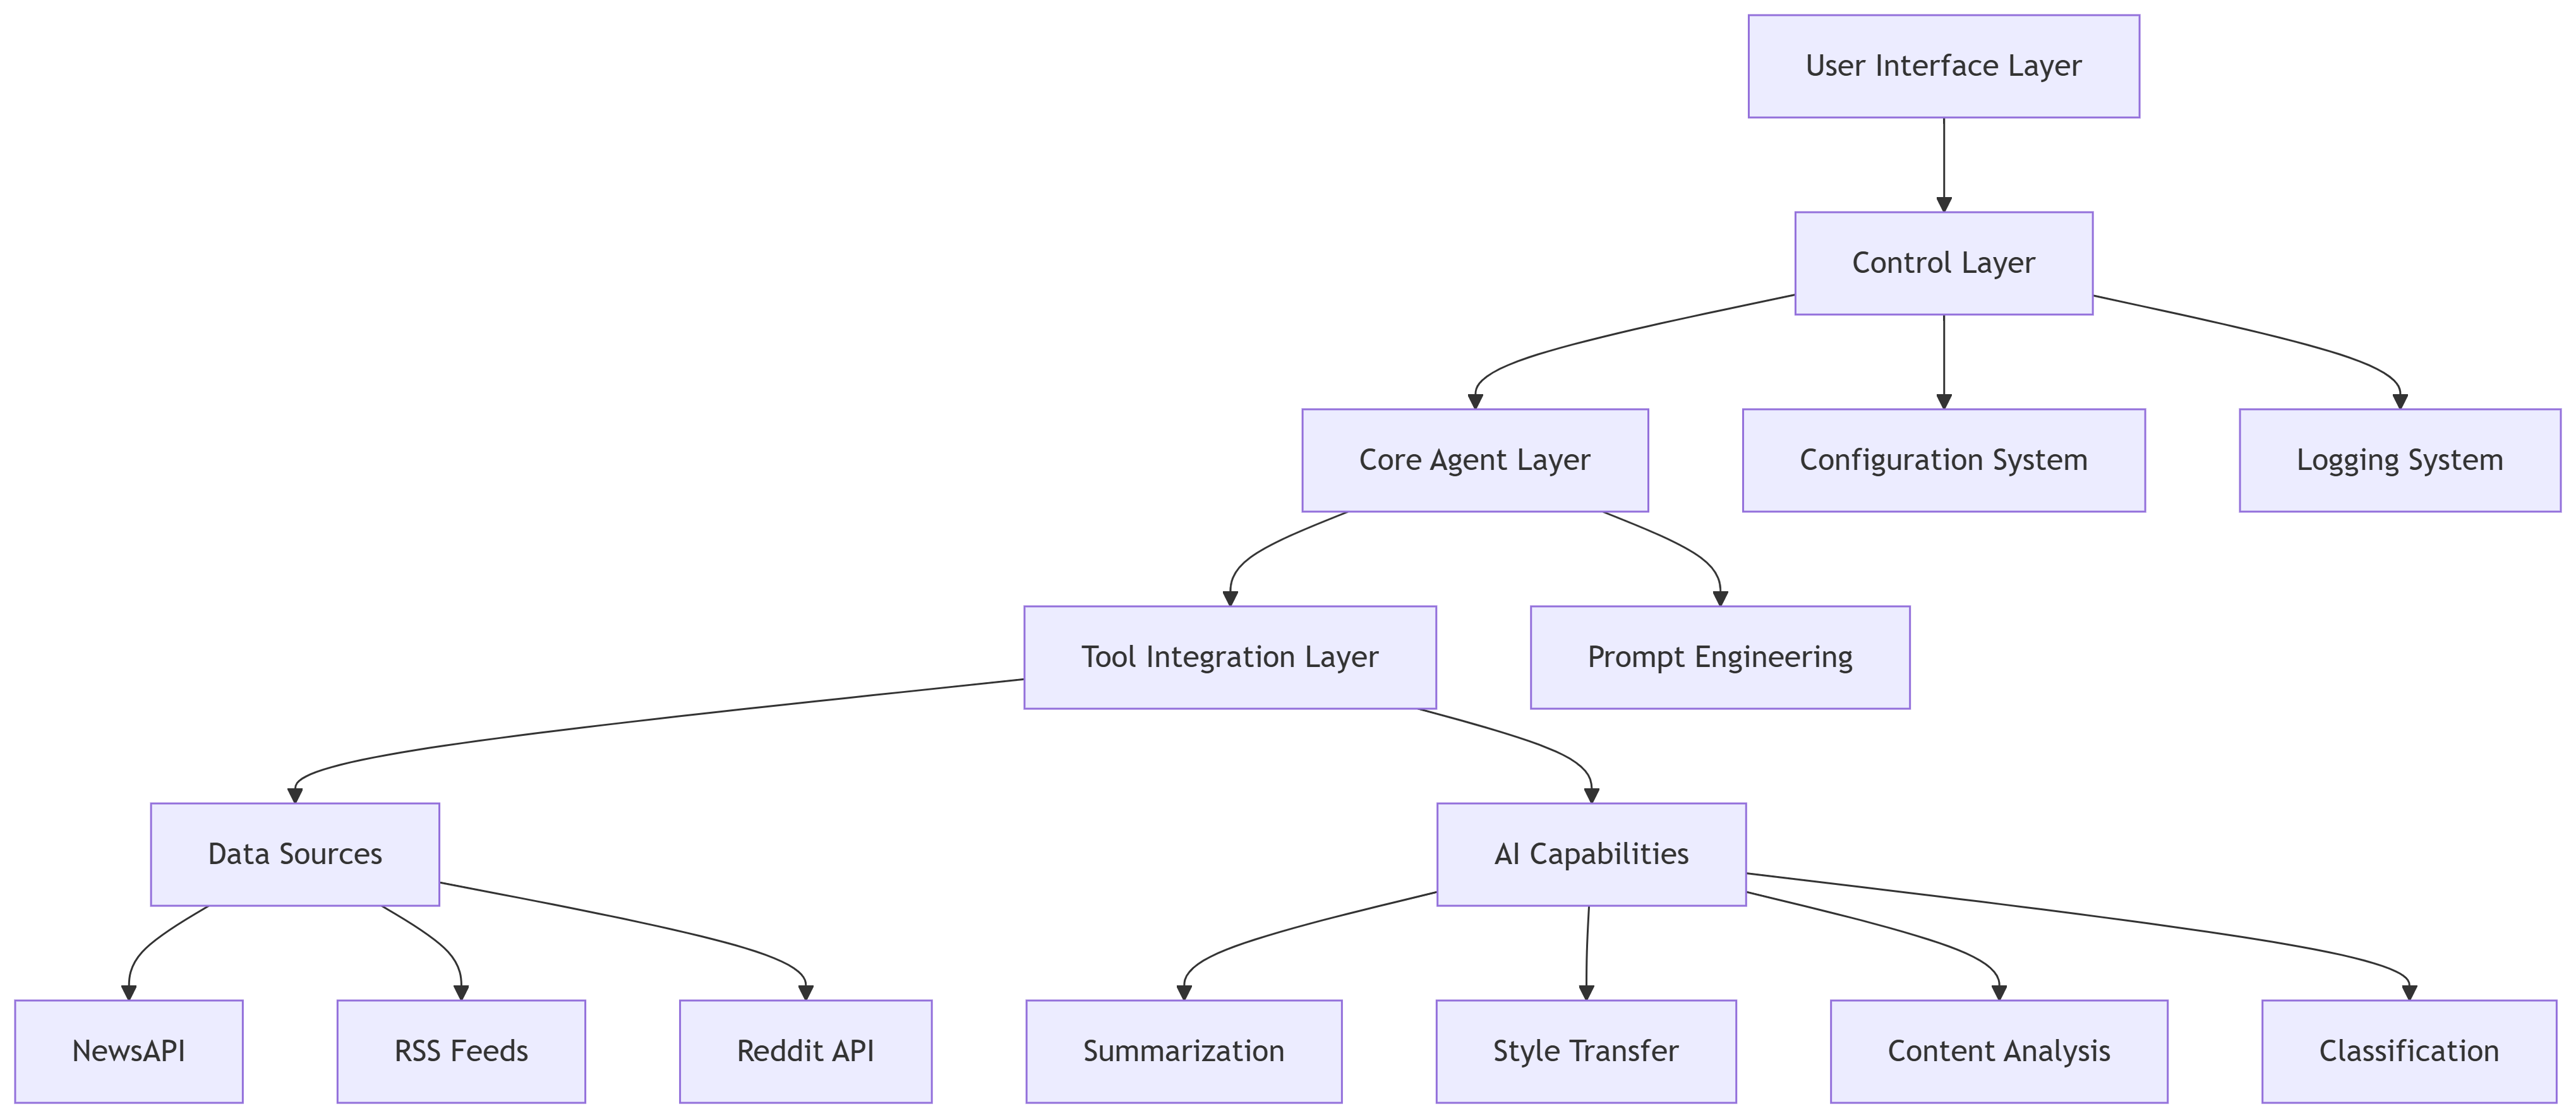 User Interface Layer
Control Layer
Core Agent Layer
Configuration System
Logging System
Tool Integration Layer
Prompt Engineering
Data Sources
AI Capabilities
NewsAPI
RSS Feeds
Reddit API
Summarization
Style Transfer
Content Analysis
Classification